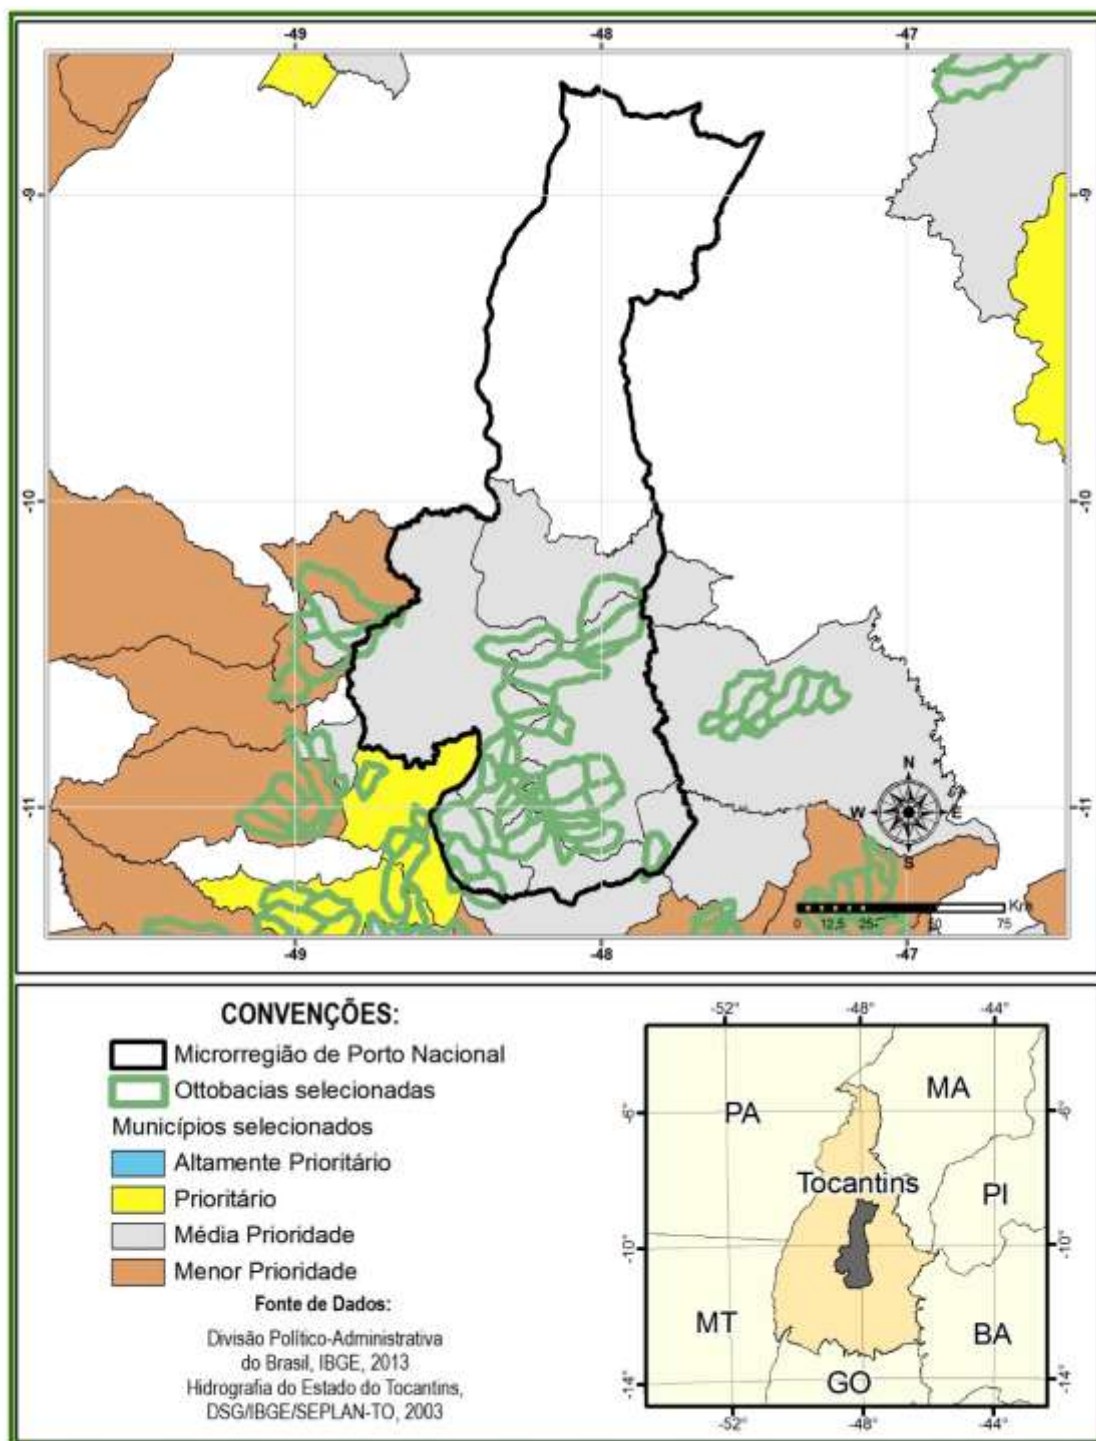 -49 -48 -47
-9 -9
-10 -10
-11 -11
N
W E
S
Km
0 12,5 25 50 75
-49 -48 -47
CONVENÇÕES:
Microrregião de Porto Nacional
Ottobacias selecionadas
Municípios selecionados
Altamente Prioritário
Prioritário
Média Prioridade
Menor Prioridade
Fonte de Dados:
Divisão Político-Administrativa
do Brasil, IBGE, 2013
Hidrografia do Estado do Tocantins,
DSG/IBGE/SEPLAN-TO, 2003
-52° -48° -44°
MA
PA
-6° -6°
Tocantins
PI
-10° -10°
MT
BA
GO
-14° -14°
-52° -48° -44°